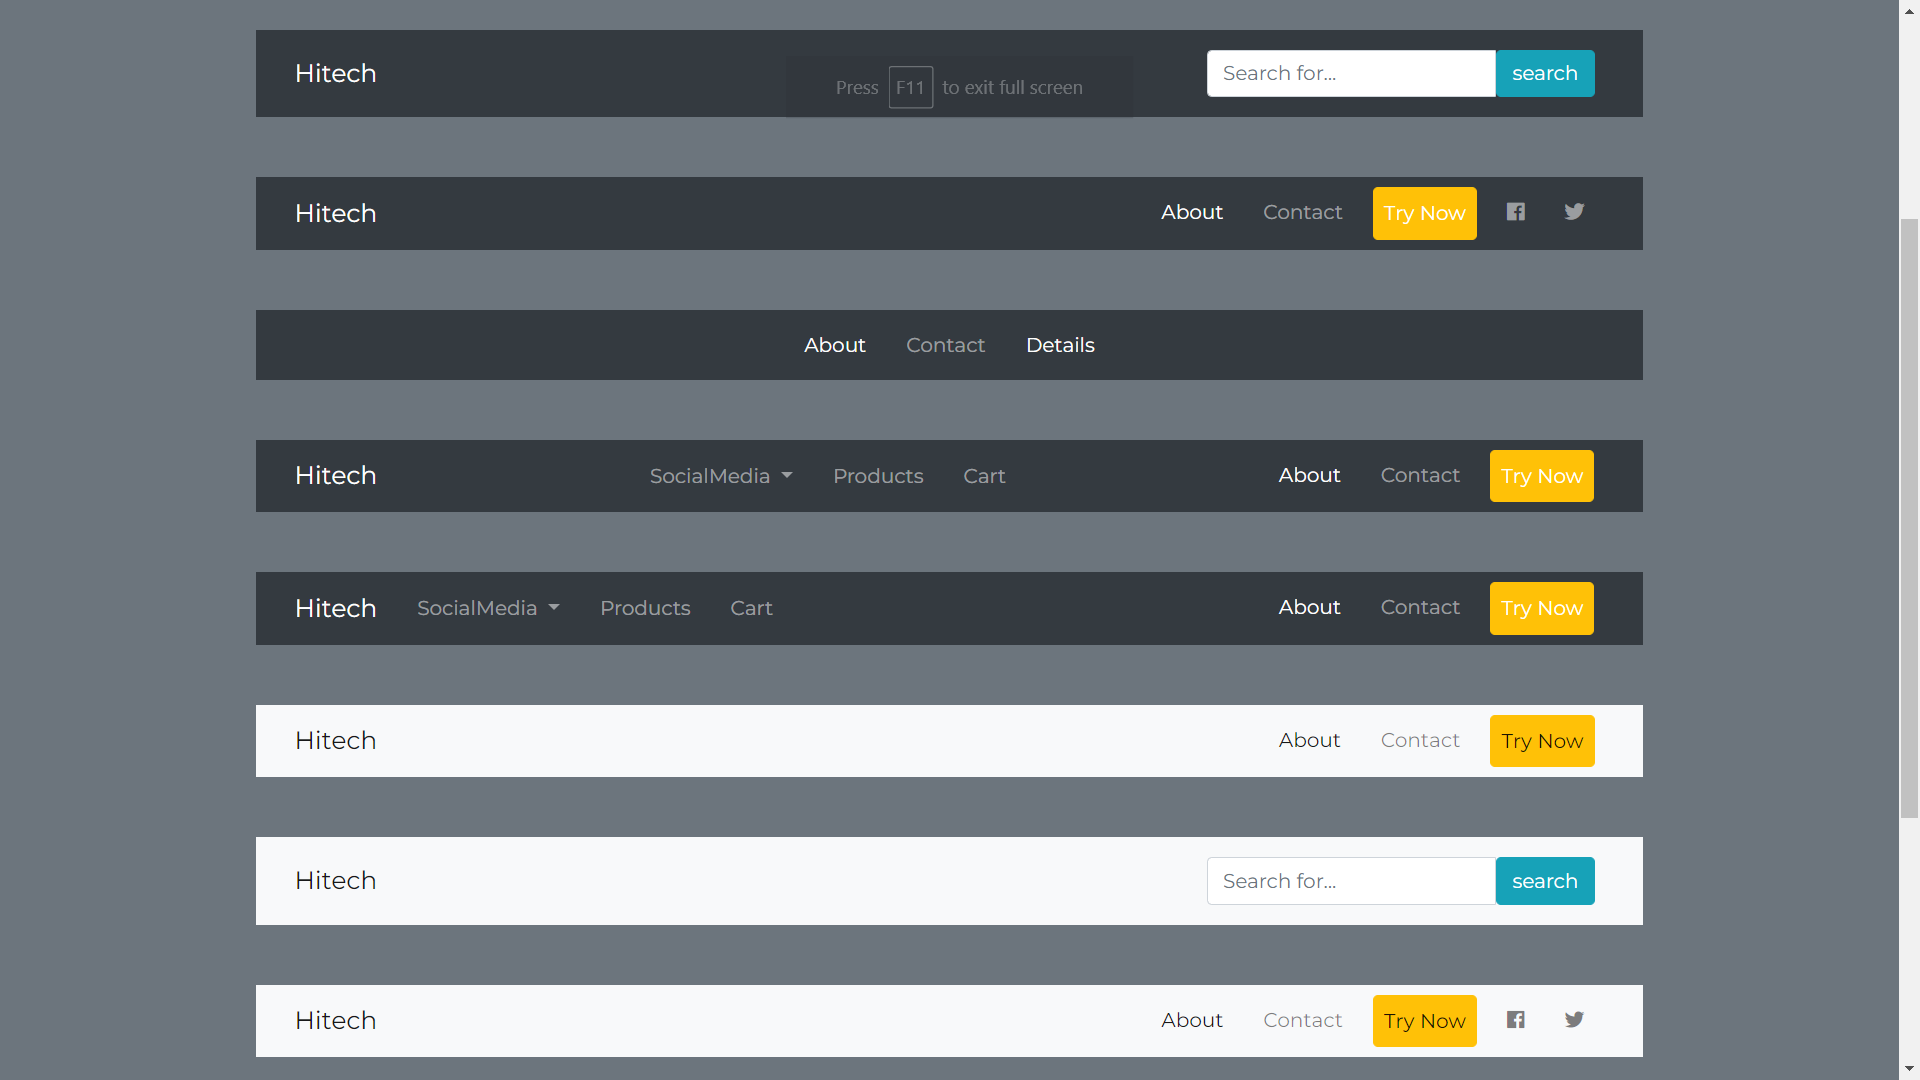 Hitech Search for... search
Press F11 to exit full screen
Hitech About Contact Try Now
About Contact Details
Hitech SocialMedia Products Cart About Contact Try Now
Hitech SocialMedia Products Cart About Contact Try Now
Hitech About Contact Try Now
Hitech Search for... search
Hitech About Contact Try Now